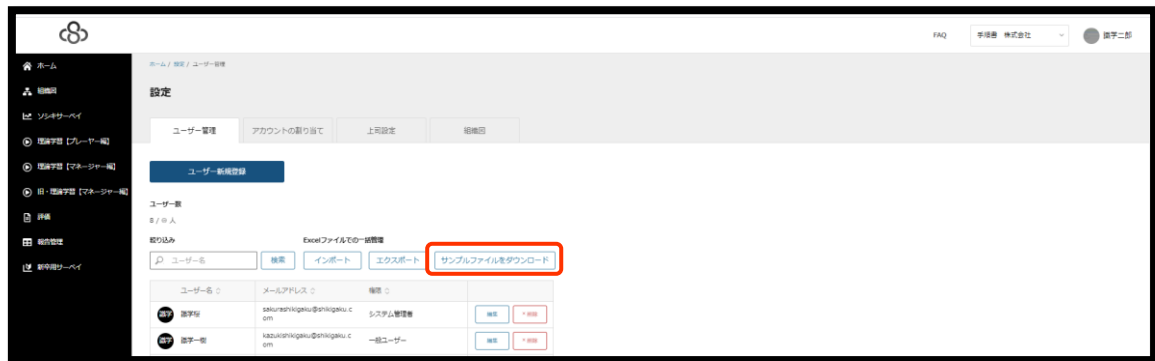 FAQ
手順書 株式会社
識学二郎
ホーム
組織図
ソシキサーベイ
理論学習【プレーヤー編】
理論学習【マネージャー編】
旧・理論学習【マネージャー編】
評価
報告管理
新卒用サーベイ
ホーム / 設定 / ユーザー管理
設定
ユーザー管理 アカウントの割り当て 上司設定 組織図
ユーザー新規登録
ユーザー数
8 / ∞ 人
絞り込み Excelファイルでの一括管理
ユーザー名 検索 インポート エクスポート サンプルファイルをダウンロード
ユーザー名 メールアドレス 権限
識学 識学桜 sakurashikigaku@shikigaku.c
om システム管理者 編集 × 削除
識学 識学一樹 kazukishikigaku@shikigaku.c
om 一般ユーザー 編集 × 削除